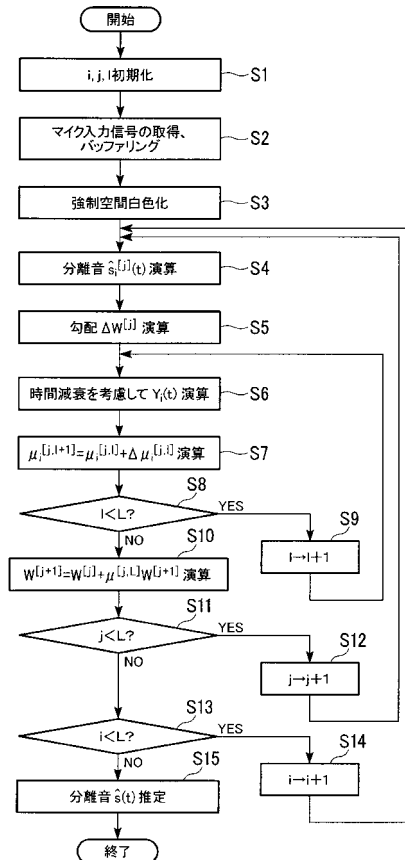 開始
i, j, l初期化
S1
マイク入力信号の取得、
バッファリング
S2
強制空間白色化
S3
分離音 ŝi[j](t) 演算
S4
勾配 ΔW[j] 演算
S5
時間減衰を考慮して Yi(t) 演算
S6
μi[j,l+1]=μi[j,l]+Δμi[j,l] 演算
S7
S8
l<L?
YES
NO
S9
l→l+1
S10
W[j+1]=W[j]+μ[j,L]W[j+1] 演算
S11
j<L?
YES
NO
S12
j→j+1
S13
i<L?
YES
NO
S14
i→i+1
S15
分離音 ŝ(t) 推定
終了